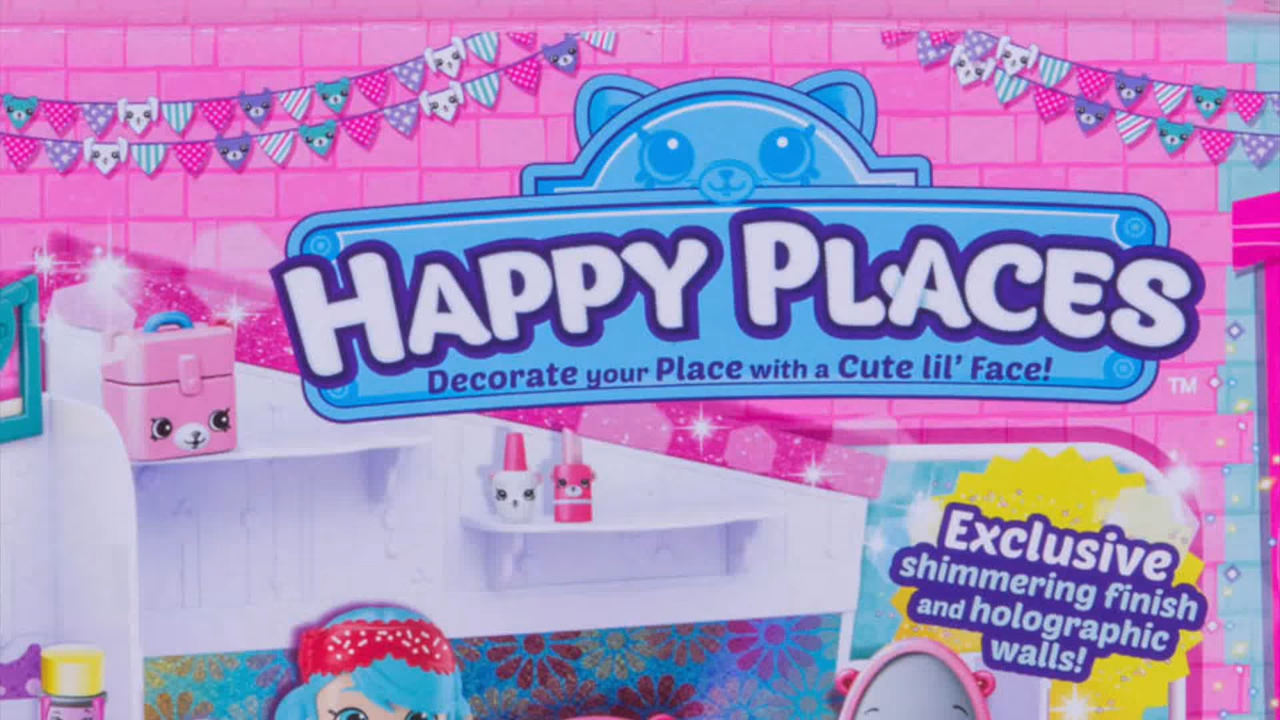 HAPPY PLACES
Decorate your Place with a Cute lil' Face!
TM
Exclusive
shimmering finish
and holographic
walls!